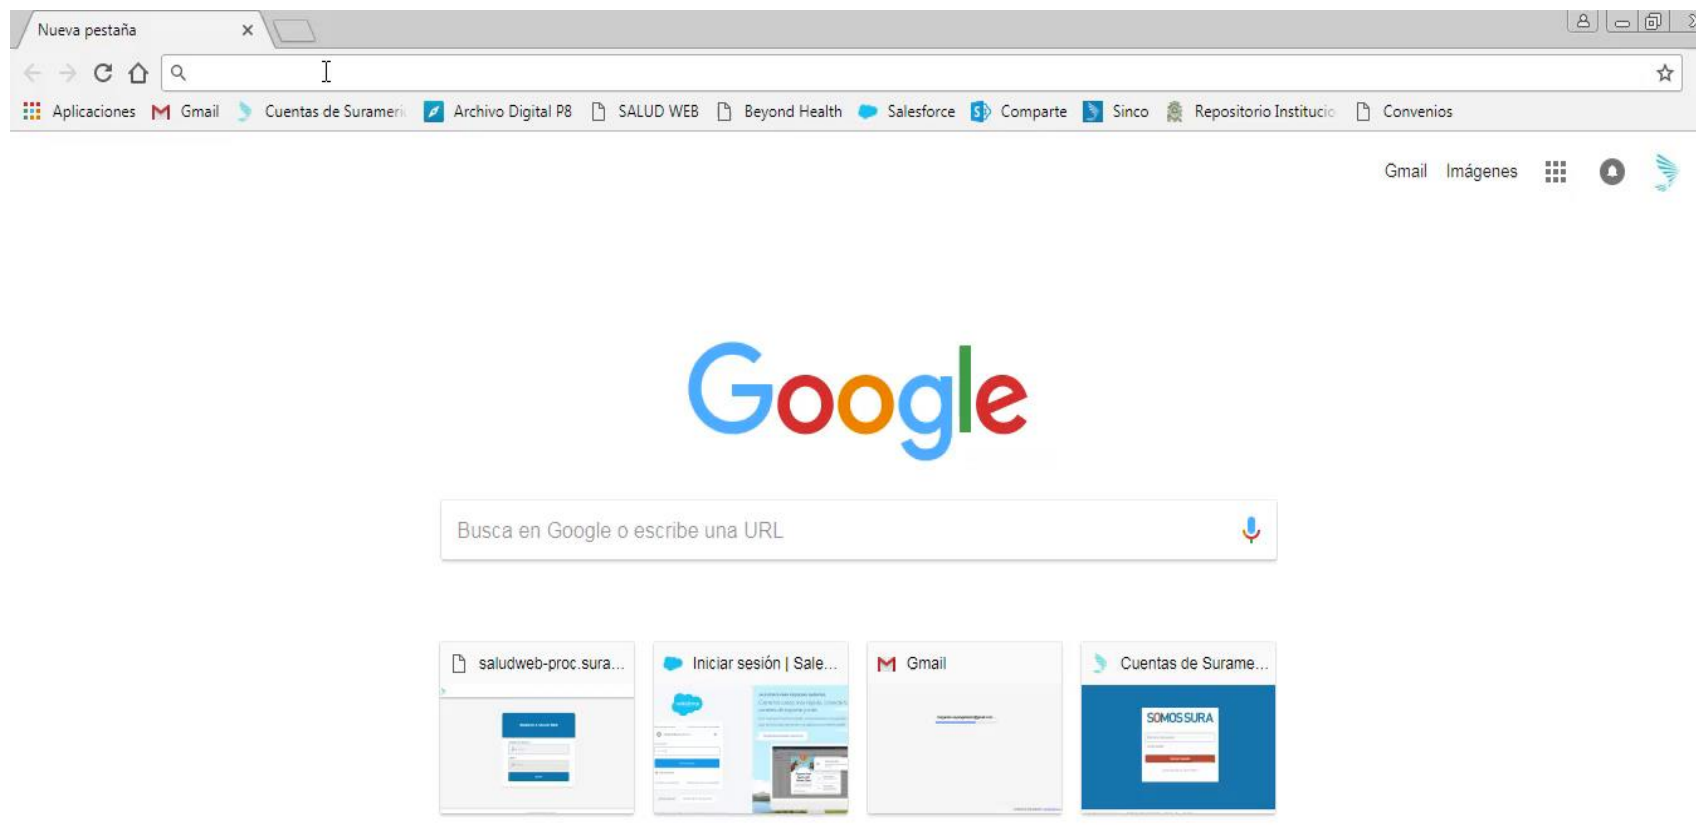 Nueva pestaña
Aplicaciones Gmail Cuentas de Surameri Archivo Digital P8 SALUD WEB Beyond Health Salesforce Comparte Sinco Repositorio Institucio Convenios
Gmail Imágenes
Google
Busca en Google o escribe una URL
saludweb-proc.sura... Iniciar sesión | Sale... Gmail Cuentas de Surame...
SOMOS SURA